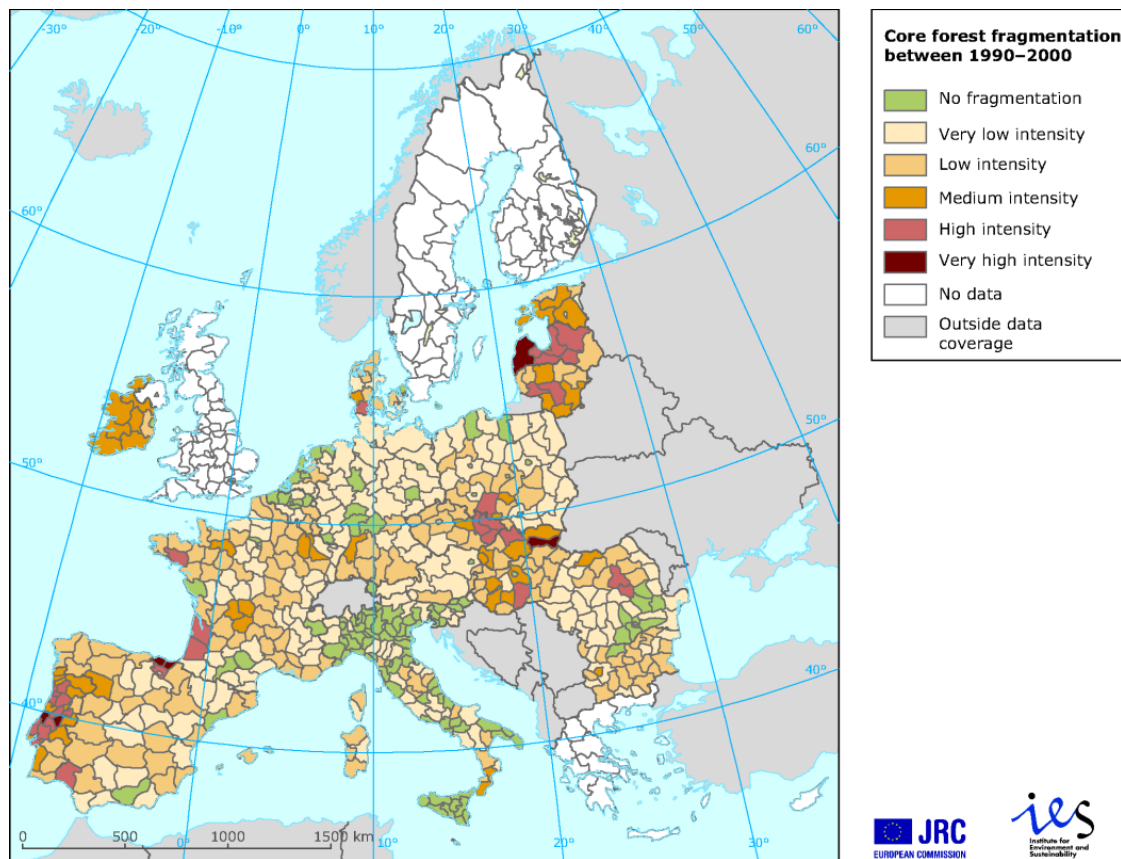 -30°
-20°
-10°
0°
10°
20°
30°
40°
50°
60°
70°
60°
60°
50°
50°
40°
40°
0
500
1000
1500 km
0°
10°
20°
30°
Core forest fragmentation
between 1990–2000
No fragmentation
Very low intensity
Low intensity
Medium intensity
High intensity
Very high intensity
No data
Outside data
coverage
JRC
EUROPEAN COMMISSION
ies
Institute for
Environment and
Sustainability